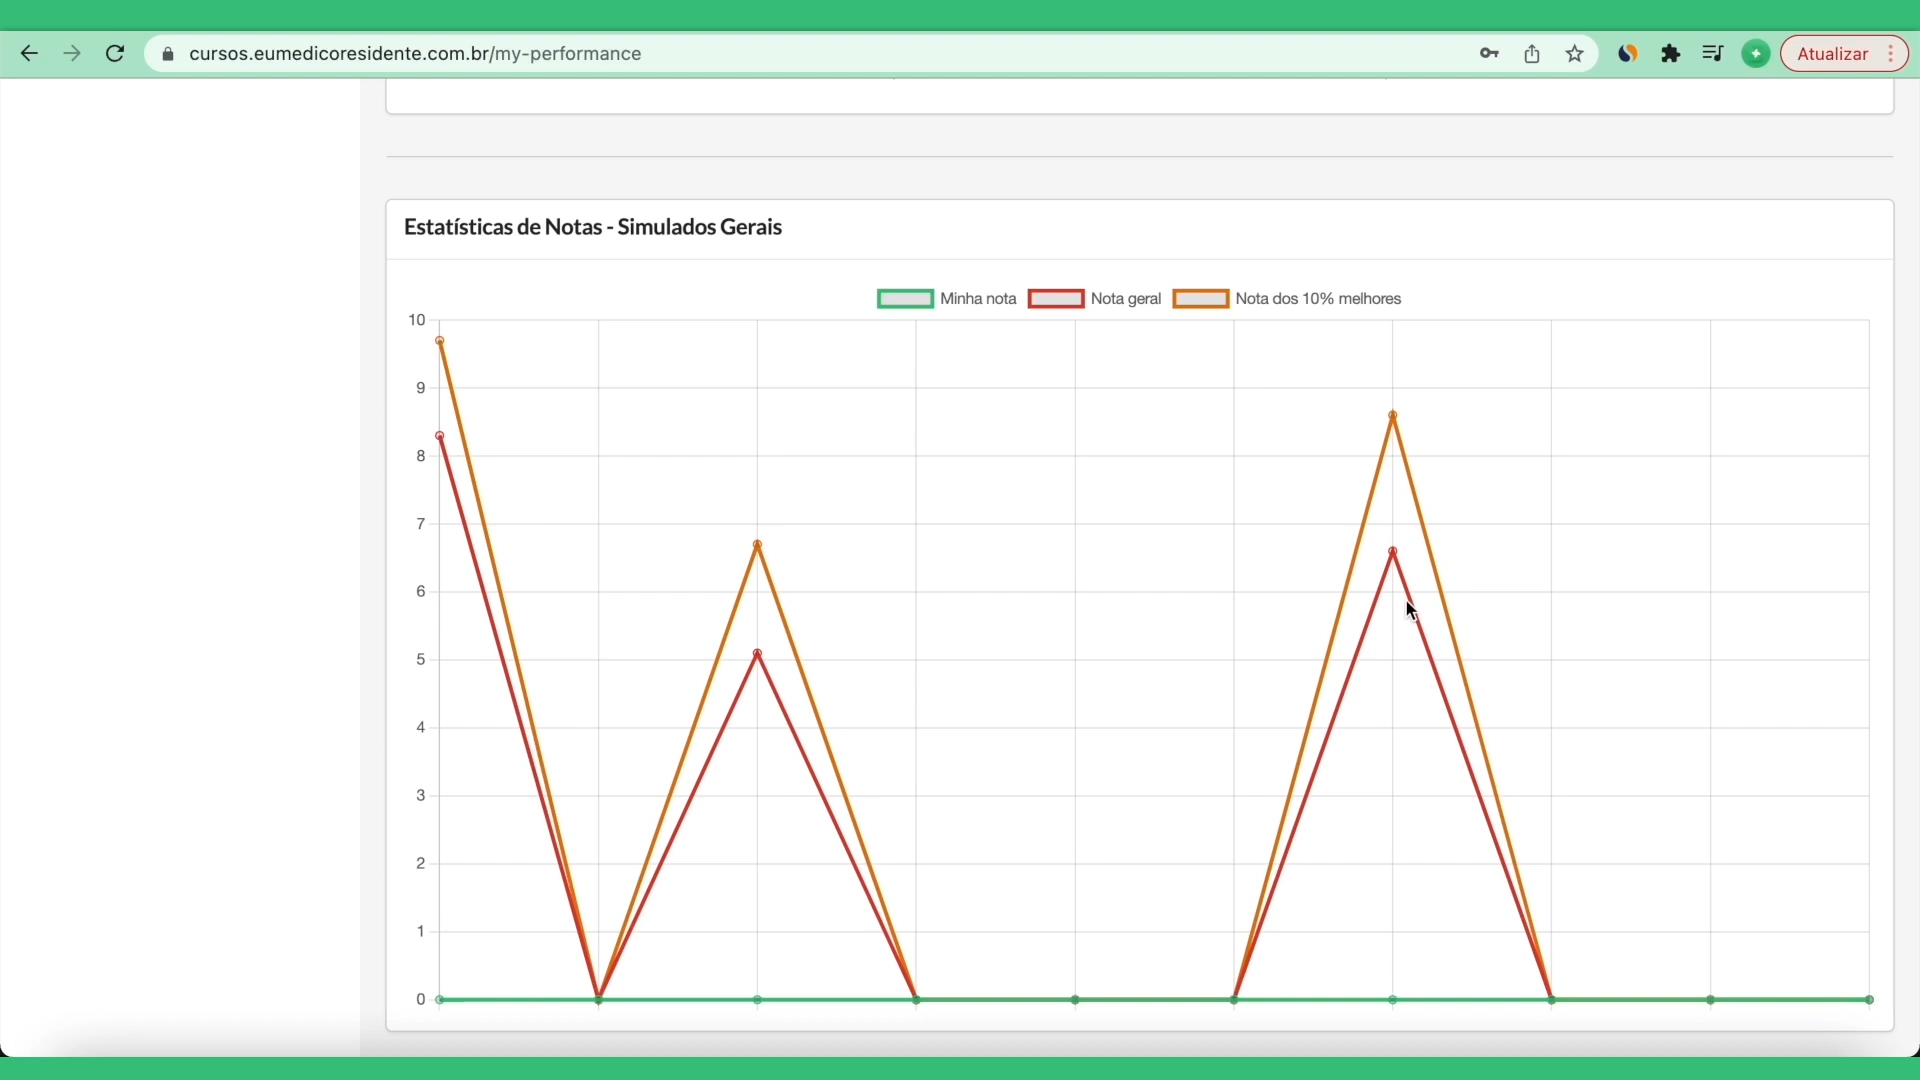 cursos.eumedicoresidente.com.br/my-performance
Atualizar
Estatísticas de Notas - Simulados Gerais
Minha nota Nota geral Nota dos 10% melhores
10
9
8
7
6
5
4
3
2
1
0